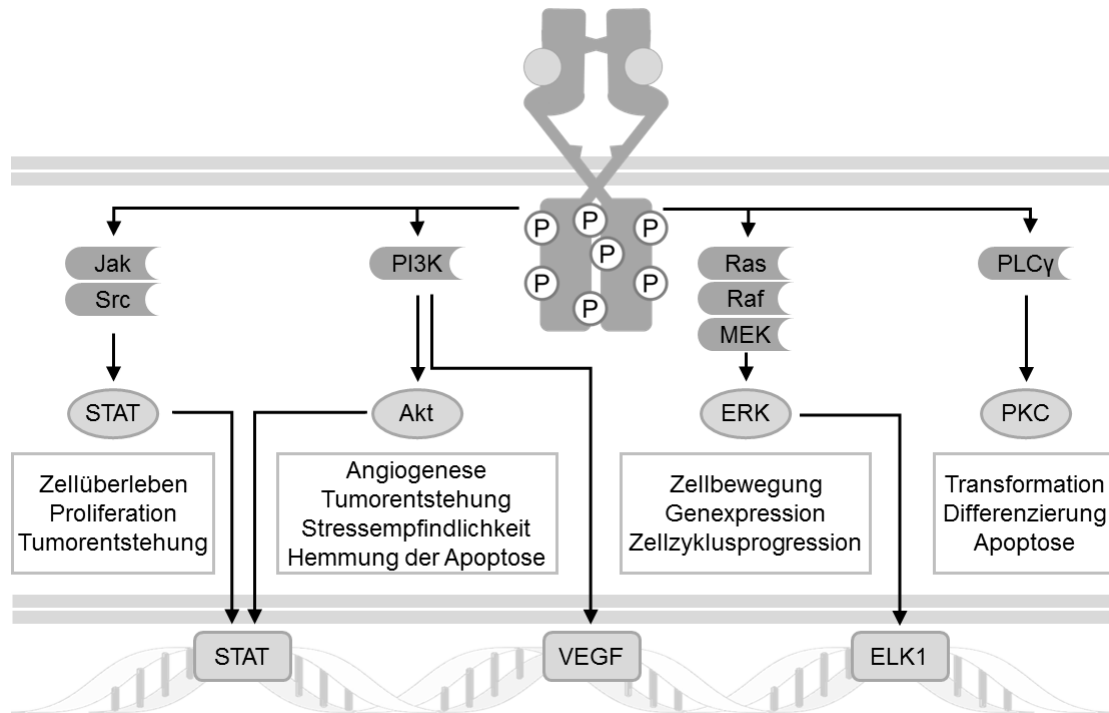 P
P
P
P
P
P
P
Jak
Src
PI3K
Ras
Raf
MEK
PLCγ
STAT
Akt
ERK
PKC
Zellüberleben
Proliferation
Tumorentstehung
Angiogenese
Tumorentstehung
Stressempfindlichkeit
Hemmung der Apoptose
Zellbewegung
Genexpression
Zellzyklusprogression
Transformation
Differenzierung
Apoptose
STAT
VEGF
ELK1